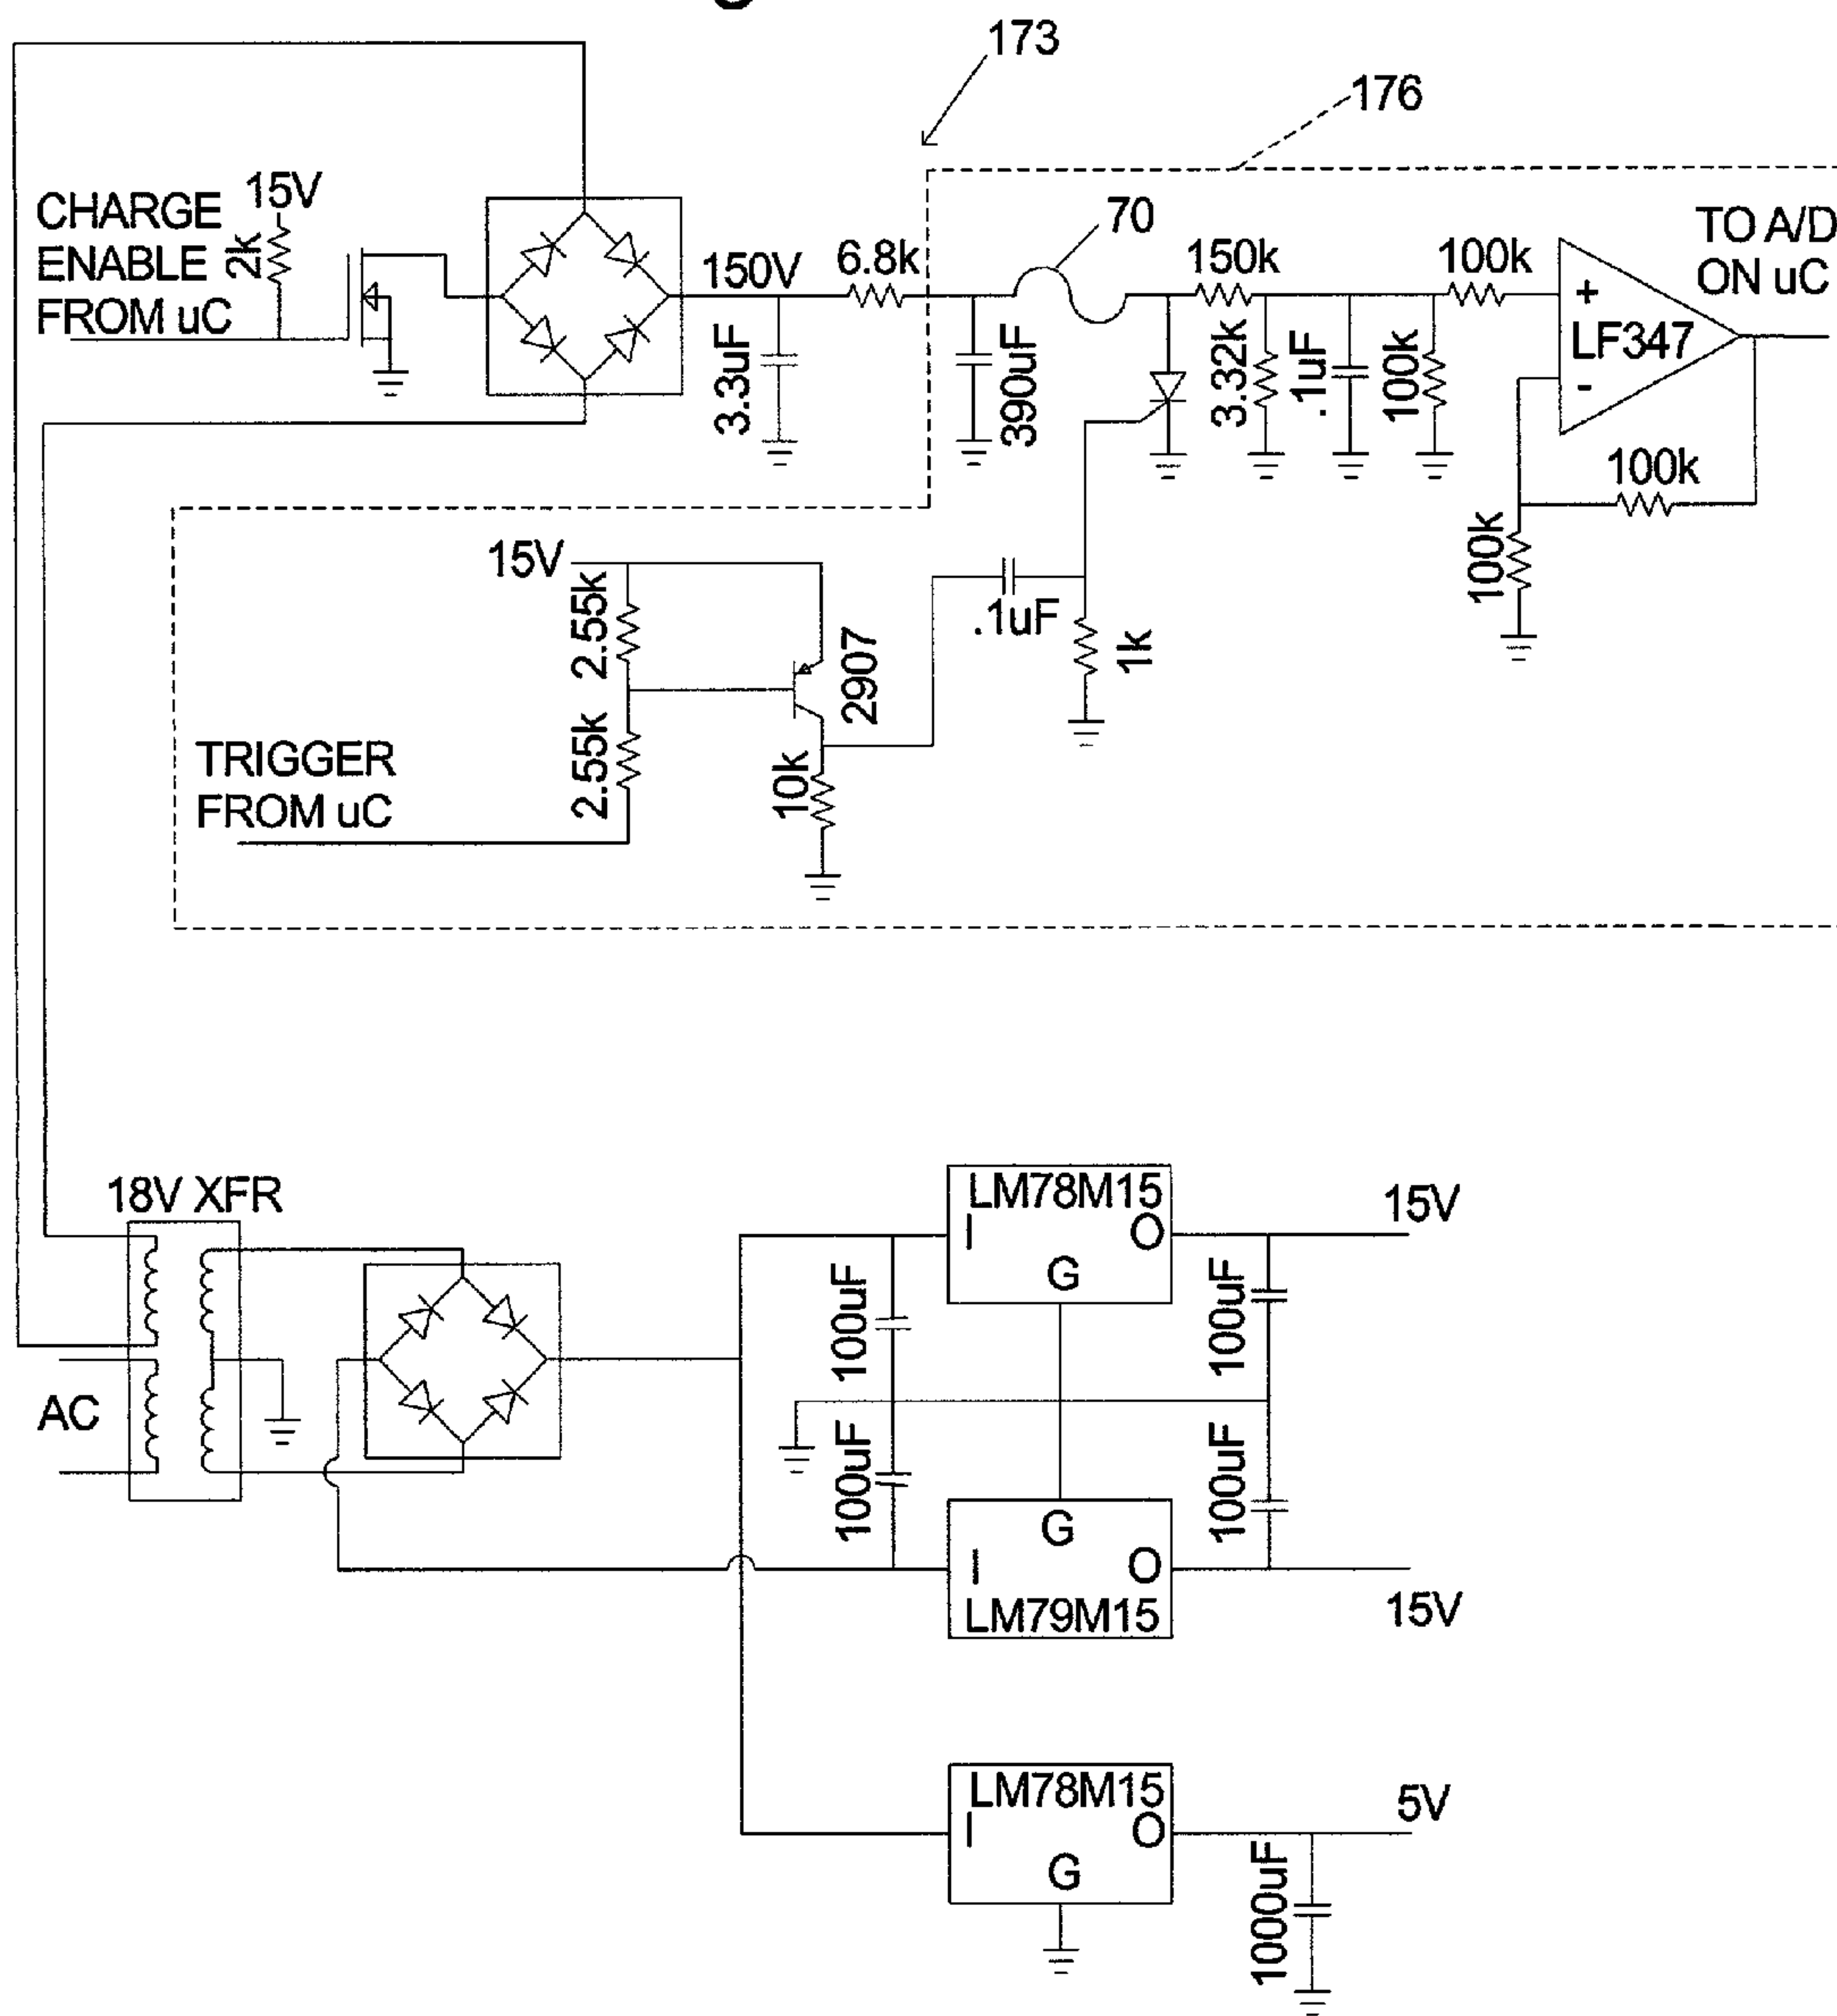 173
176
CHARGE
ENABLE
FROM uC
15V
2k
150V
3.3uF
6.8k
390uF
70
150k
3.32k
.1uF
100k
100k
+
LF347
-
TO A/D
ON uC
100k
100k
15V
2.55k
2.55k
2907
10k
.1uF
1k
TRIGGER
FROM uC
18V XFR
AC
LM78M15
I
O
G
15V
100uF
100uF
100uF
100uF
G
I
O
LM79M15
15V
LM78M15
I
O
G
5V
1000uF